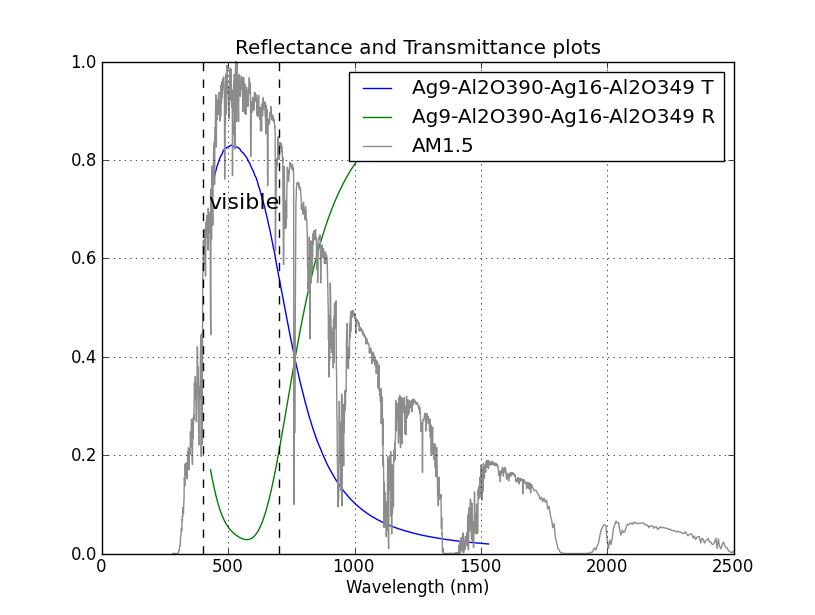 Reflectance and Transmittance plots
1.0
0.8
0.6
0.4
0.2
0.0
Ag9-Al2O390-Ag16-Al2O349 T
Ag9-Al2O390-Ag16-Al2O349 R
AM1.5
visible
0 500 1000 1500 2000 2500
Wavelength (nm)